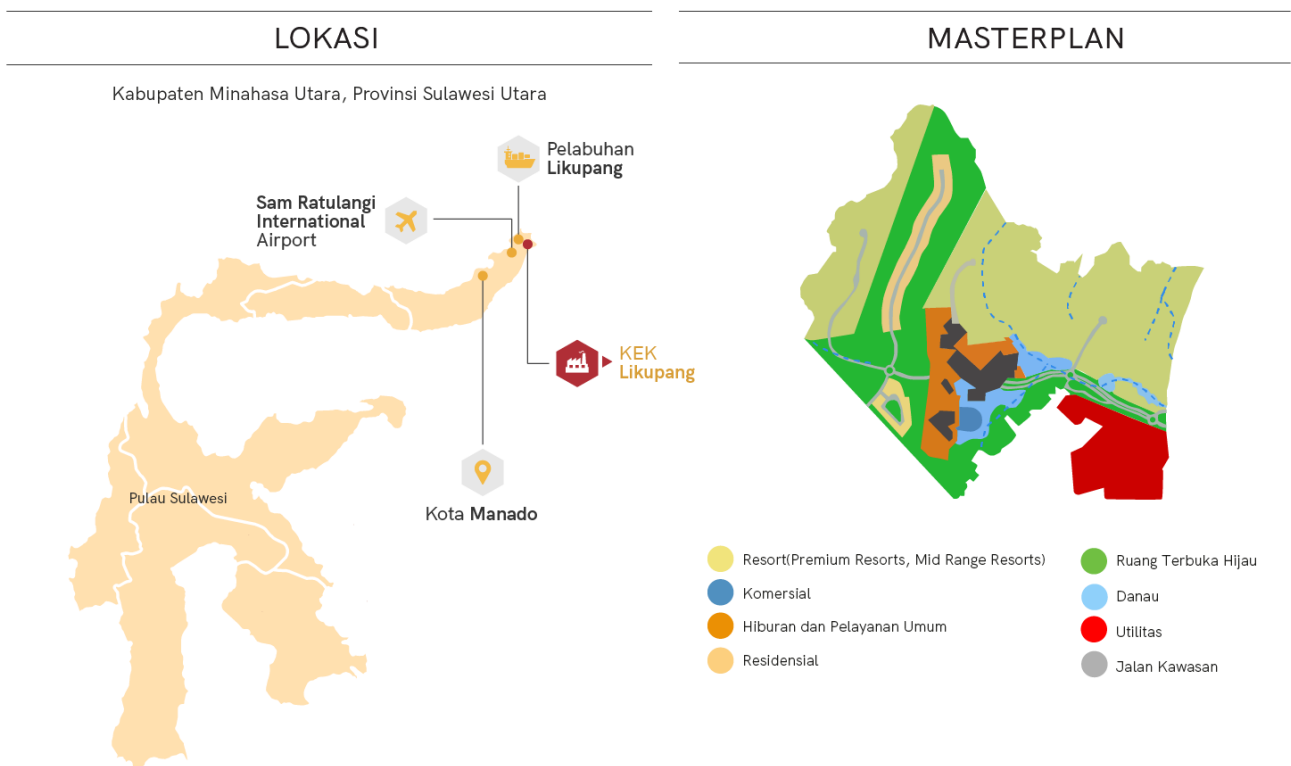 LOKASI
Kabupaten Minahasa Utara, Provinsi Sulawesi Utara
Pelabuhan
Likupang
Sam Ratulangi
International
Airport
KEK
Likupang
Pulau Sulawesi
Kota Manado
MASTERPLAN
Resort(Premium Resorts, Mid Range Resorts)
Komersial
Hiburan dan Pelayanan Umum
Residensial
Ruang Terbuka Hijau
Danau
Utilitas
Jalan Kawasan